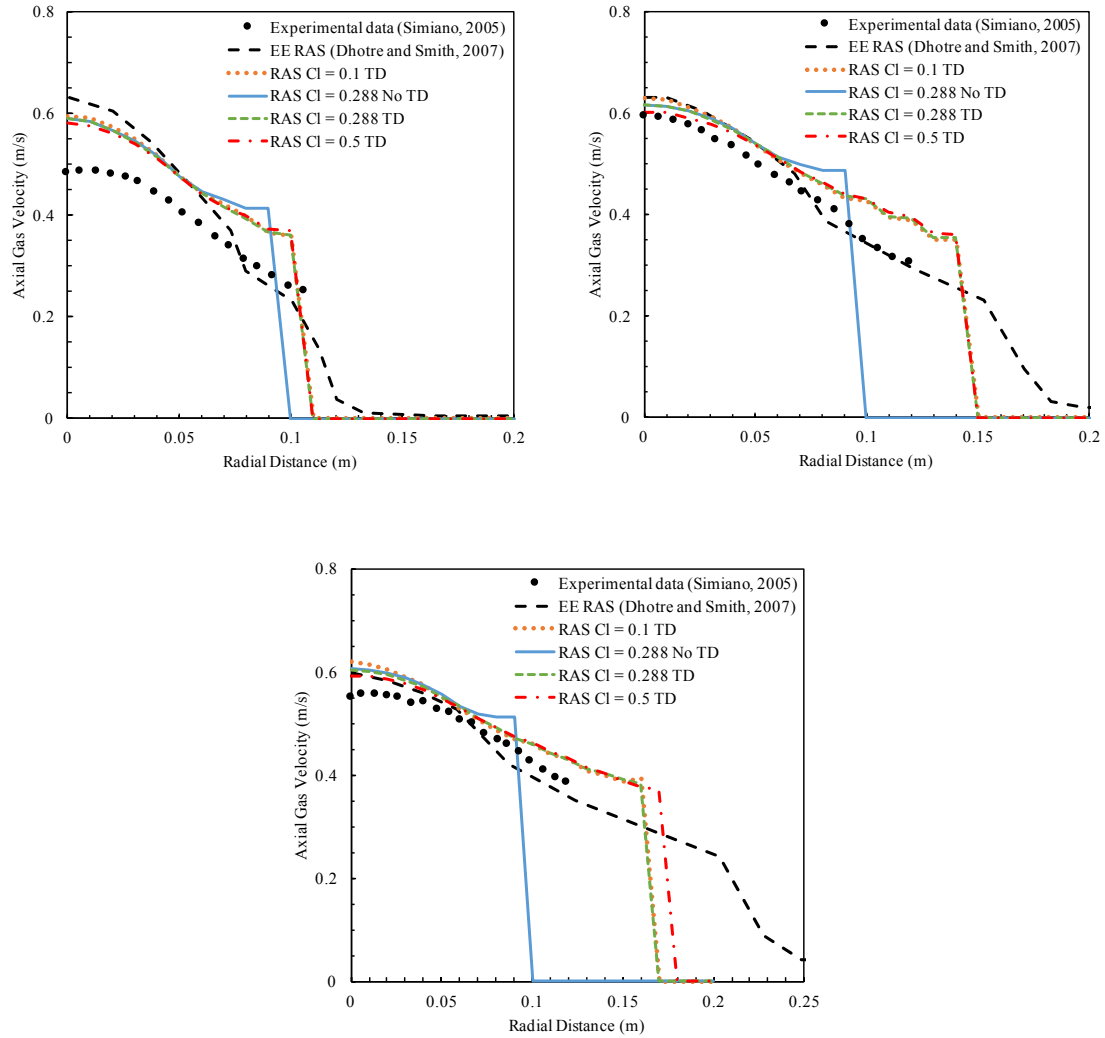 Experimental data (Simiano, 2005)
EE RAS (Dhotre and Smith, 2007)
RAS Cl = 0.1 TD
RAS Cl = 0.288 No TD
RAS Cl = 0.288 TD
RAS Cl = 0.5 TD
0.8
0.6
0.4
0.2
0
Axial Gas Velocity (m/s)
0 0.05 0.1 0.15 0.2
Radial Distance (m)
Experimental data (Simiano, 2005)
EE RAS (Dhotre and Smith, 2007)
RAS Cl = 0.1 TD
RAS Cl = 0.288 No TD
RAS Cl = 0.288 TD
RAS Cl = 0.5 TD
0.8
0.6
0.4
0.2
0
Axial Gas Velocity (m/s)
0 0.05 0.1 0.15 0.2
Radial Distance (m)
Experimental data (Simiano, 2005)
EE RAS (Dhotre and Smith, 2007)
RAS Cl = 0.1 TD
RAS Cl = 0.288 No TD
RAS Cl = 0.288 TD
RAS Cl = 0.5 TD
0.8
0.6
0.4
0.2
0
Axial Gas Velocity (m/s)
0 0.05 0.1 0.15 0.2 0.25
Radial Distance (m)